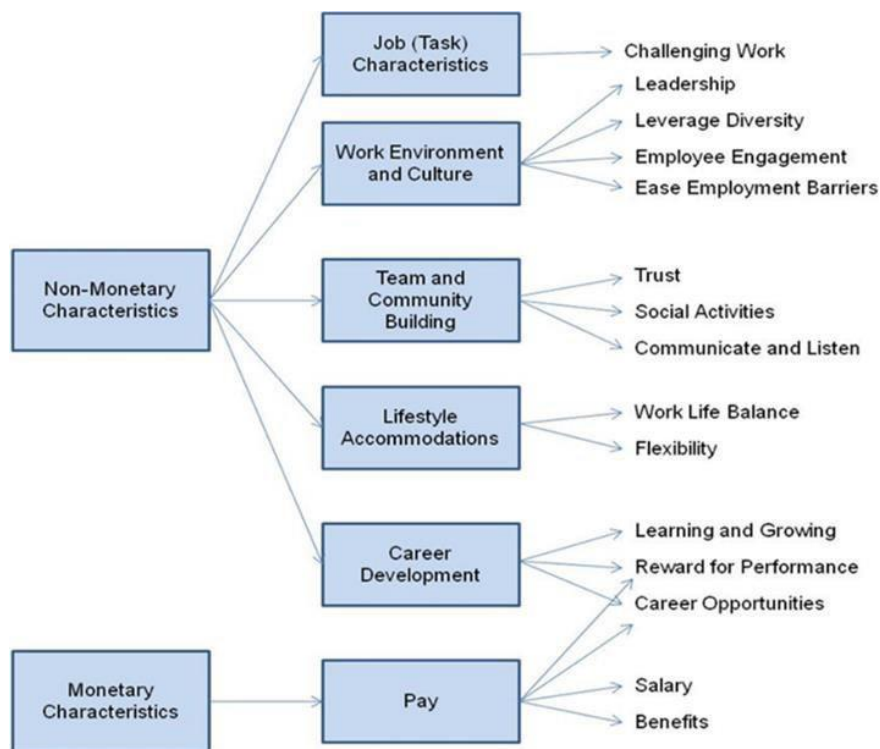 Job (Task)
Characteristics
Challenging Work
Leadership
Leverage Diversity
Work Environment
and Culture
Employee Engagement
Ease Employment Barriers
Non-Monetary
Characteristics
Team and
Community
Building
Trust
Social Activities
Communicate and Listen
Lifestyle
Accommodations
Work Life Balance
Flexibility
Career
Development
Learning and Growing
Reward for Performance
Career Opportunities
Monetary
Characteristics
Pay
Salary
Benefits